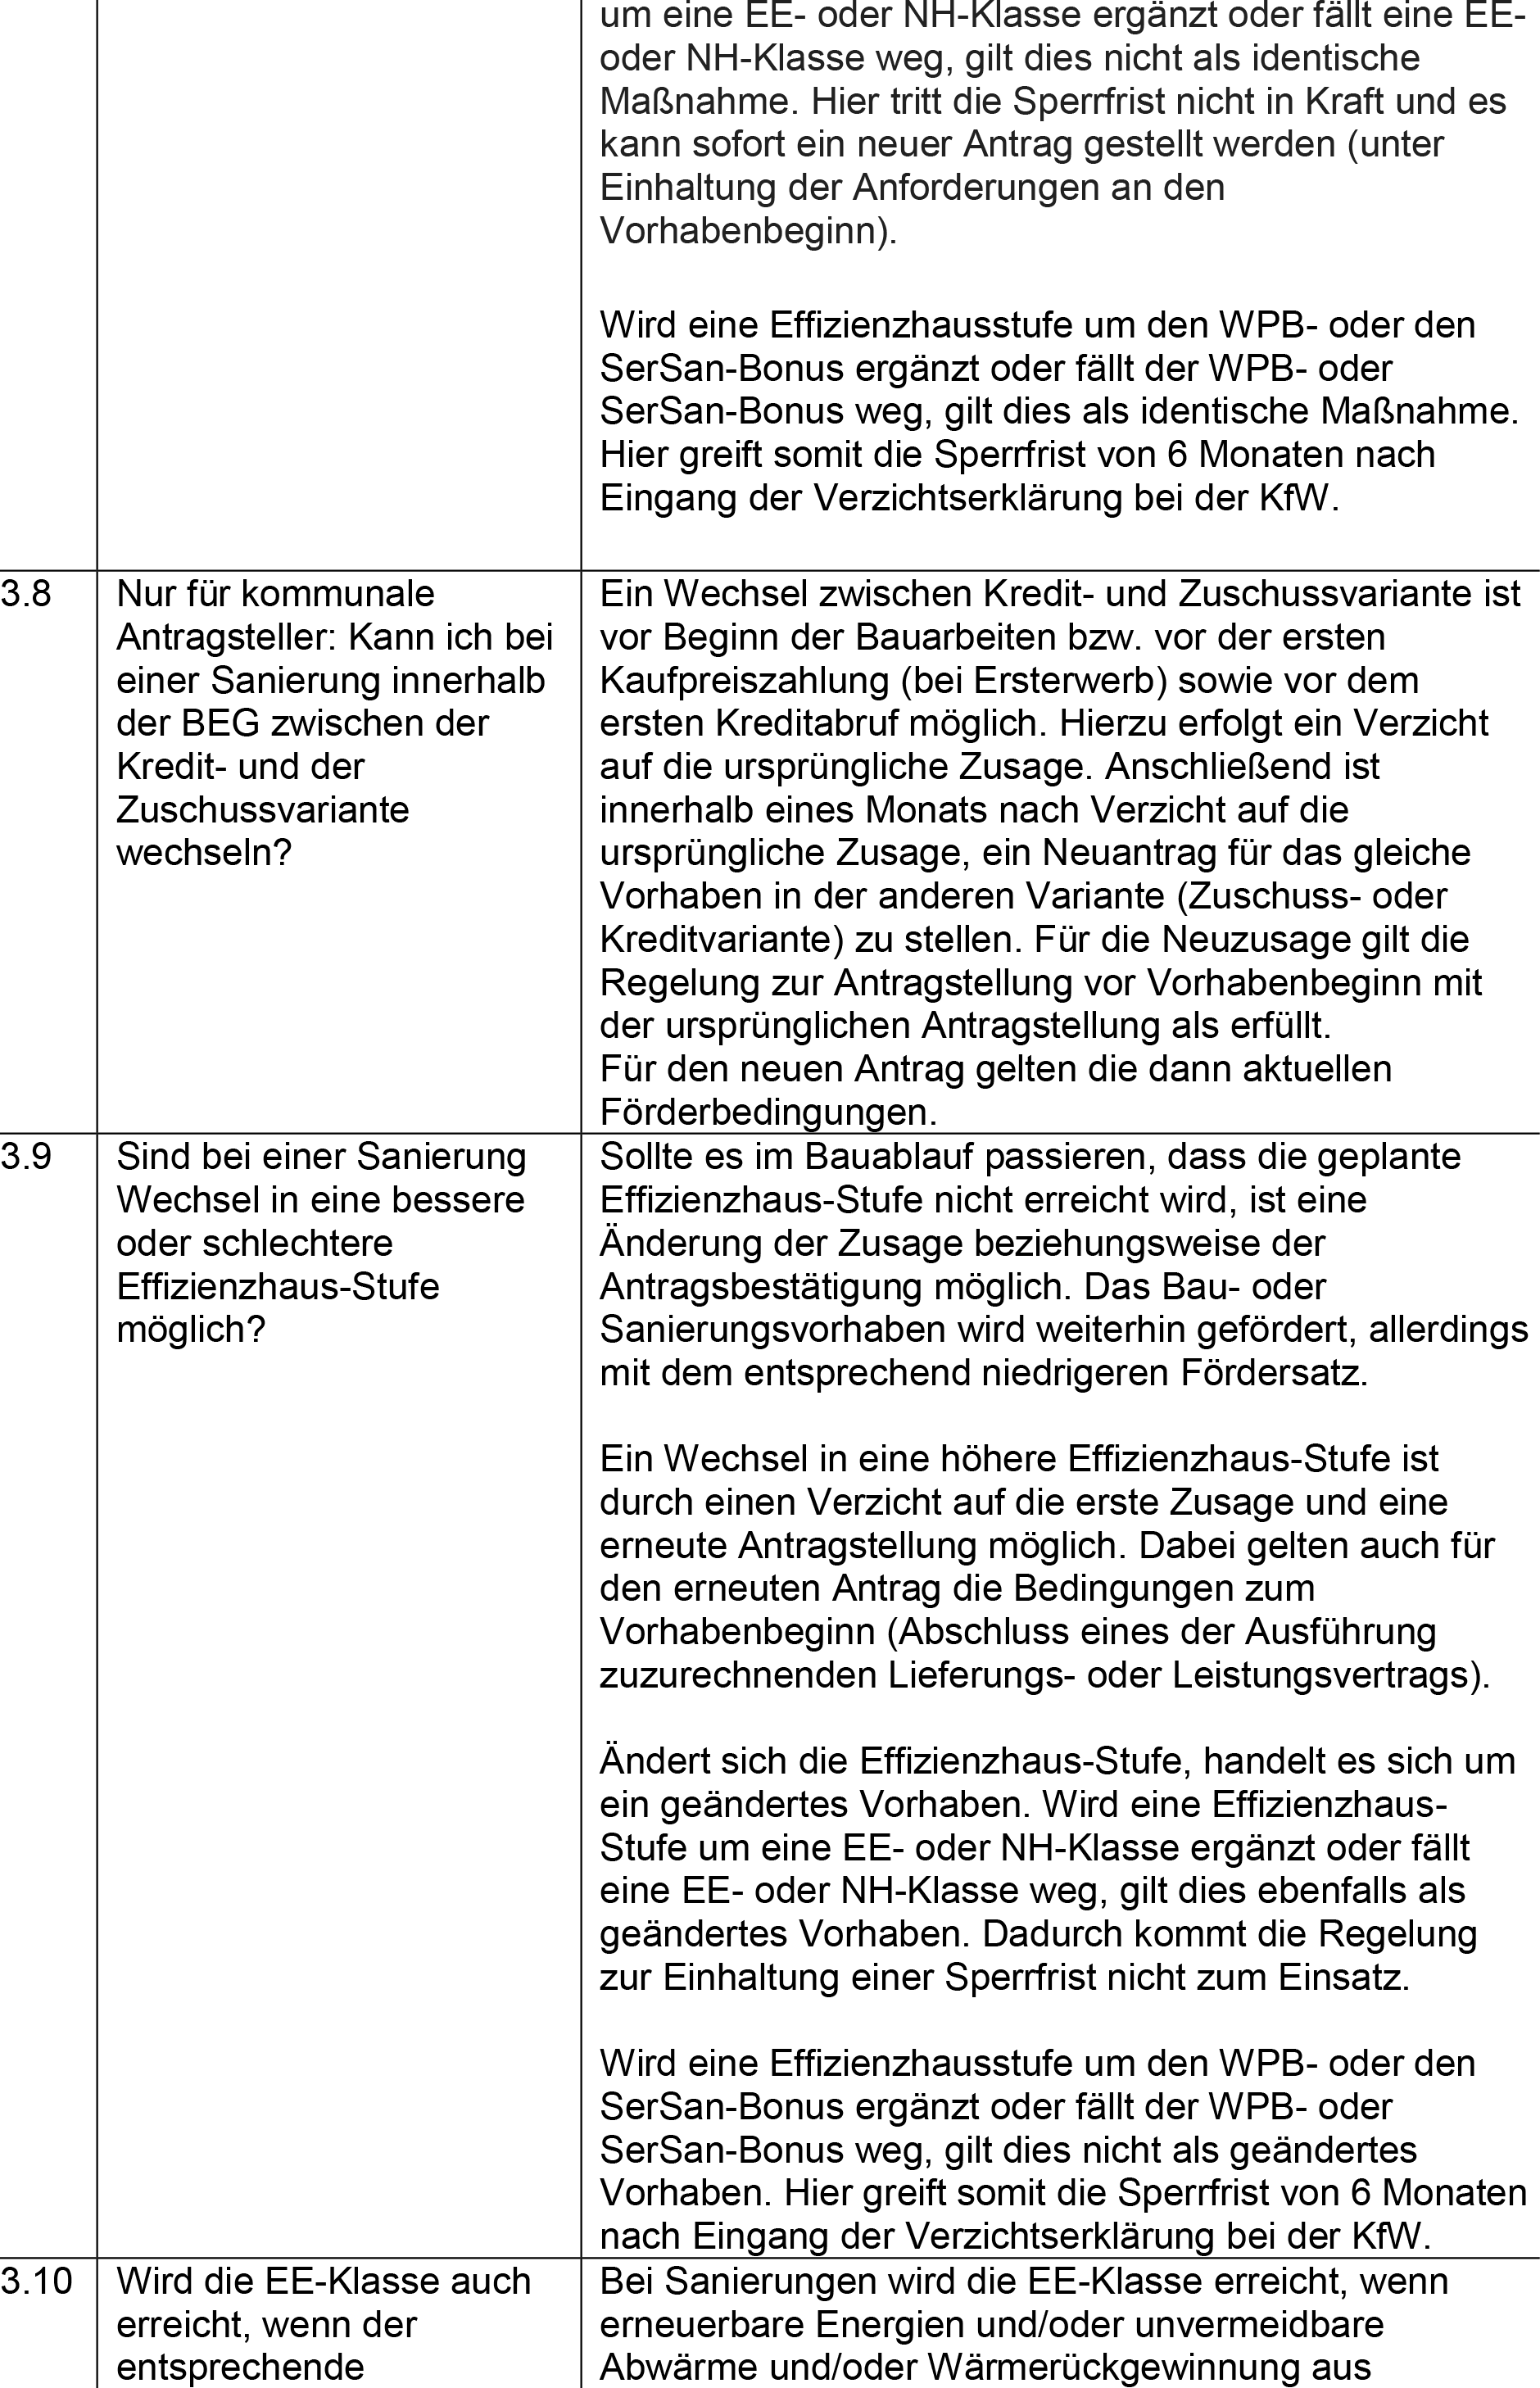 um eine EE- oder NH-Klasse ergänzt oder fällt eine EE-
oder NH-Klasse weg, gilt dies nicht als identische
Maßnahme. Hier tritt die Sperrfrist nicht in Kraft und es
kann sofort ein neuer Antrag gestellt werden (unter
Einhaltung der Anforderungen an den
Vorhabenbeginn).
Wird eine Effizienzhausstufe um den WPB- oder den
SerSan-Bonus ergänzt oder fällt der WPB- oder
SerSan-Bonus weg, gilt dies als identische Maßnahme.
Hier greift somit die Sperrfrist von 6 Monaten nach
Eingang der Verzichtserklärung bei der KfW.
3.8
Nur für kommunale
Antragsteller: Kann ich bei
einer Sanierung innerhalb
der BEG zwischen der
Kredit- und der
Zuschussvariante
wechseln?
Ein Wechsel zwischen Kredit- und Zuschussvariante ist
vor Beginn der Bauarbeiten bzw. vor der ersten
Kaufpreiszahlung (bei Ersterwerb) sowie vor dem
ersten Kreditabruf möglich. Hierzu erfolgt ein Verzicht
auf die ursprüngliche Zusage. Anschließend ist
innerhalb eines Monats nach Verzicht auf die
ursprüngliche Zusage, ein Neuantrag für das gleiche
Vorhaben in der anderen Variante (Zuschuss- oder
Kreditvariante) zu stellen. Für die Neuzusage gilt die
Regelung zur Antragstellung vor Vorhabenbeginn mit
der ursprünglichen Antragstellung als erfüllt.
Für den neuen Antrag gelten die dann aktuellen
Förderbedingungen.
3.9
Sind bei einer Sanierung
Wechsel in eine bessere
oder schlechtere
Effizienzhaus-Stufe
möglich?
Sollte es im Bauablauf passieren, dass die geplante
Effizienzhaus-Stufe nicht erreicht wird, ist eine
Änderung der Zusage beziehungsweise der
Antragsbestätigung möglich. Das Bau- oder
Sanierungsvorhaben wird weiterhin gefördert, allerdings
mit dem entsprechend niedrigeren Fördersatz.
Ein Wechsel in eine höhere Effizienzhaus-Stufe ist
durch einen Verzicht auf die erste Zusage und eine
erneute Antragstellung möglich. Dabei gelten auch für
den erneuten Antrag die Bedingungen zum
Vorhabenbeginn (Abschluss eines der Ausführung
zuzurechnenden Lieferungs- oder Leistungsvertrags).
Ändert sich die Effizienzhaus-Stufe, handelt es sich um
ein geändertes Vorhaben. Wird eine Effizienzhaus-
Stufe um eine EE- oder NH-Klasse ergänzt oder fällt
eine EE- oder NH-Klasse weg, gilt dies ebenfalls als
geändertes Vorhaben. Dadurch kommt die Regelung
zur Einhaltung einer Sperrfrist nicht zum Einsatz.
Wird eine Effizienzhausstufe um den WPB- oder den
SerSan-Bonus ergänzt oder fällt der WPB- oder
SerSan-Bonus weg, gilt dies nicht als geändertes
Vorhaben. Hier greift somit die Sperrfrist von 6 Monaten
nach Eingang der Verzichtserklärung bei der KfW.
3.10
Wird die EE-Klasse auch
erreicht, wenn der
entsprechende
Bei Sanierungen wird die EE-Klasse erreicht, wenn
erneuerbare Energien und/oder unvermeidbare
Abwärme und/oder Wärmerückgewinnung aus